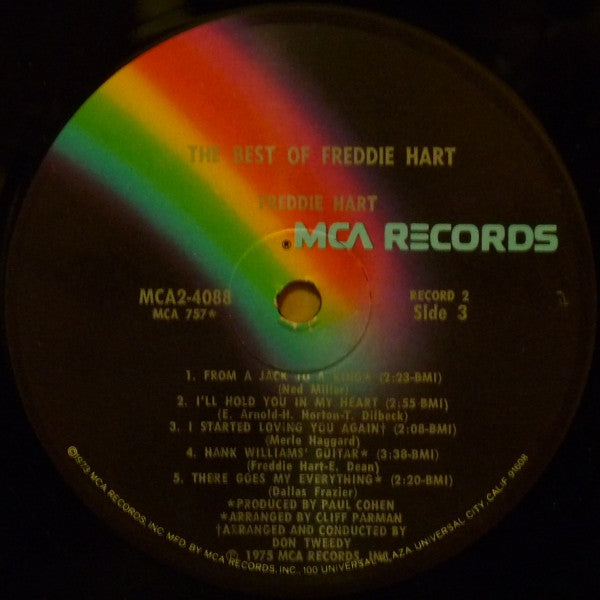 THE BEST OF FREDDIE HART
FREDDIE HART
MCA RECORDS
MCA2-4088
MCA 757*
RECORD 2
Side 3
1. FROM A JACK TO A KING* (2:23-BMI)
(Ned Miller)
2. I'LL HOLD YOU IN MY HEART (2:55-BMI)
(E. Arnold-H. Horton-T. Dilbeck)
3. I STARTED LOVING YOU AGAIN† (2:08-BMI)
(Merle Haggard)
4. HANK WILLIAMS' GUITAR* (3:38-BMI)
(Freddie Hart-E. Dean)
5. THERE GOES MY EVERYTHING* (2:20-BMI)
(Dallas Frazier)
*PRODUCED BY PAUL COHEN
*ARRANGED BY CLIFF PARMAN
†ARRANGED AND CONDUCTED BY
DON TWEEDY
© 1975 MCA RECORDS, INC.
©1973 MCA RECORDS, INC. MFD. BY MCA RECORDS, INC., 100 UNIVERSAL PLAZA, UNIVERSAL CITY, CALIF. 91608